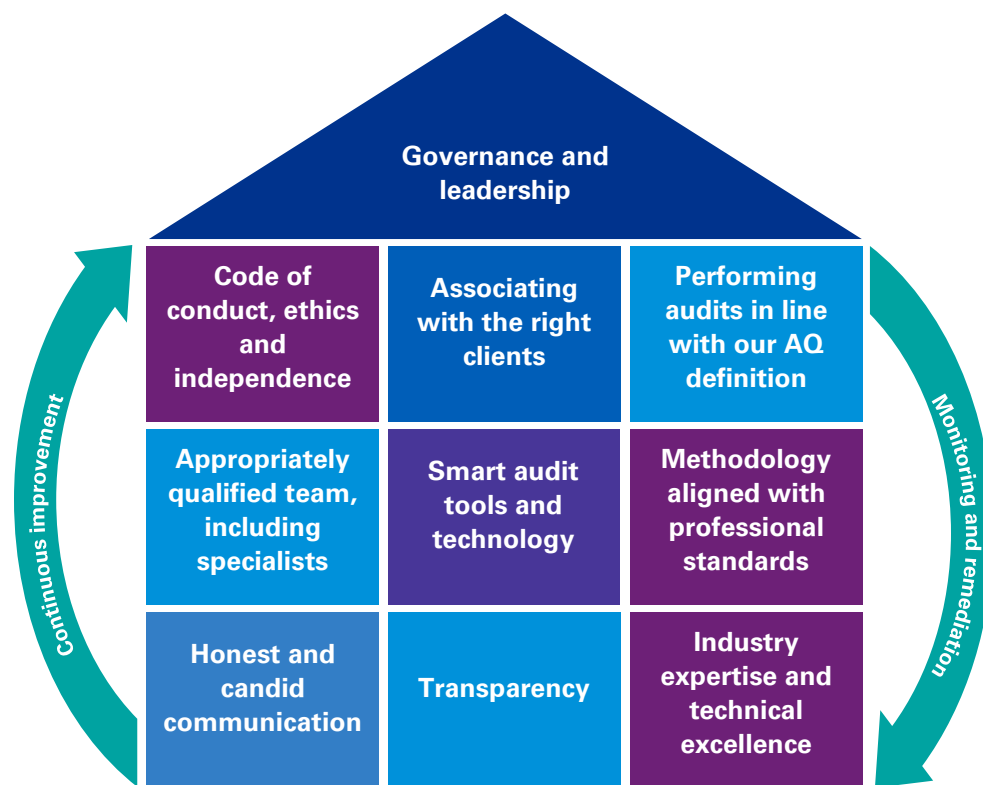 Governance and
leadership
Code of
conduct, ethics
and
independence
Associating
with the right
clients
Performing
audits in line
with our AQ
definition
Appropriately
qualified team,
including
specialists
Smart audit
tools and
technology
Methodology
aligned with
professional
standards
Honest and
candid
communication
Transparency
Industry
expertise and
technical
excellence
Continuous improvement
Monitoring and remediation